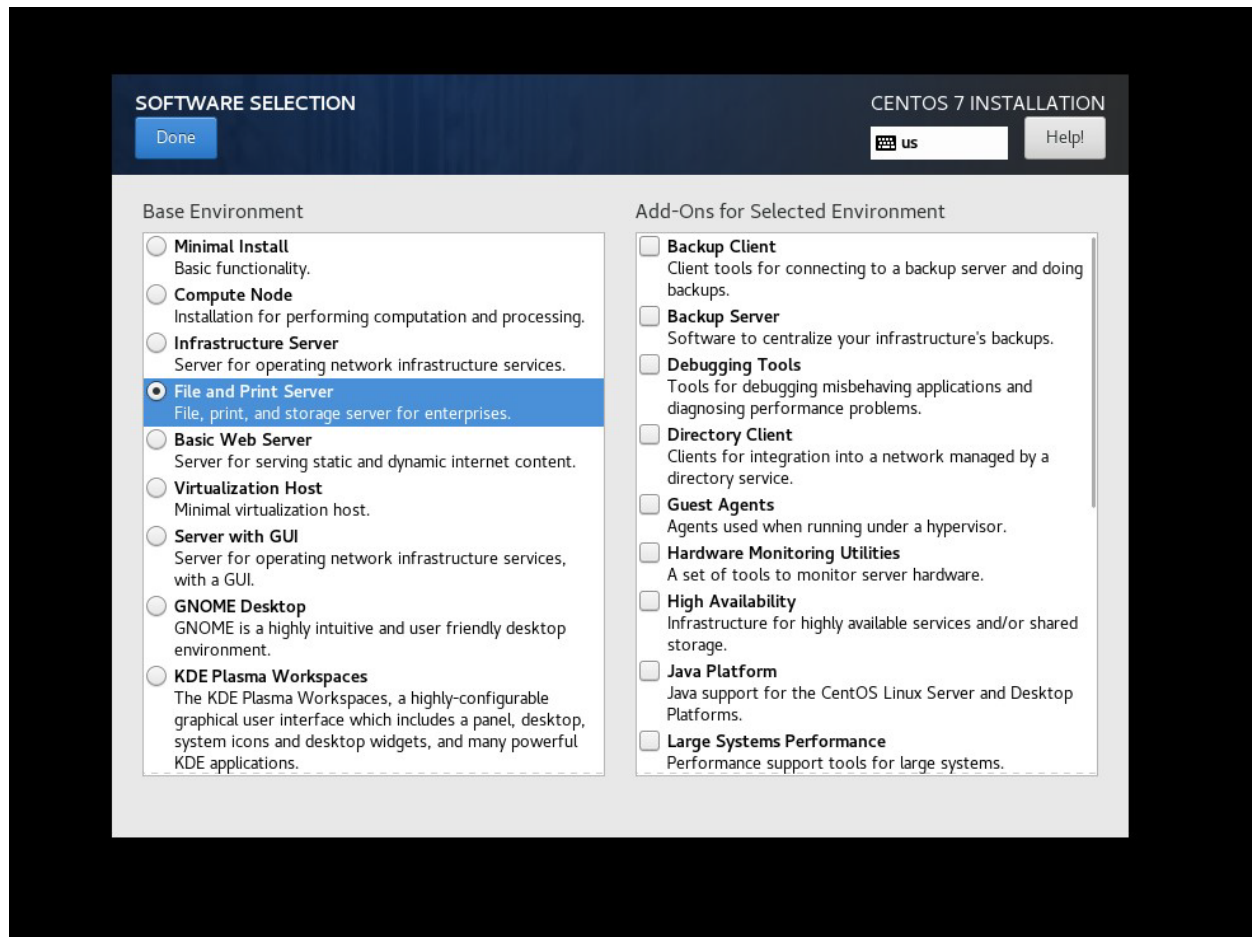 SOFTWARE SELECTION
CENTOS 7 INSTALLATION
Done
us
Help!
Base Environment
Minimal Install
Basic functionality.
Compute Node
Installation for performing computation and processing.
Infrastructure Server
Server for operating network infrastructure services.
File and Print Server
File, print, and storage server for enterprises.
Basic Web Server
Server for serving static and dynamic internet content.
Virtualization Host
Minimal virtualization host.
Server with GUI
Server for operating network infrastructure services,
with a GUI.
GNOME Desktop
GNOME is a highly intuitive and user friendly desktop
environment.
KDE Plasma Workspaces
The KDE Plasma Workspaces, a highly-configurable
graphical user interface which includes a panel, desktop,
system icons and desktop widgets, and many powerful
KDE applications.
Add-Ons for Selected Environment
Backup Client
Client tools for connecting to a backup server and doing
backups.
Backup Server
Software to centralize your infrastructure's backups.
Debugging Tools
Tools for debugging misbehaving applications and
diagnosing performance problems.
Directory Client
Clients for integration into a network managed by a
directory service.
Guest Agents
Agents used when running under a hypervisor.
Hardware Monitoring Utilities
A set of tools to monitor server hardware.
High Availability
Infrastructure for highly available services and/or shared
storage.
Java Platform
Java support for the CentOS Linux Server and Desktop
Platforms.
Large Systems Performance
Performance support tools for large systems.